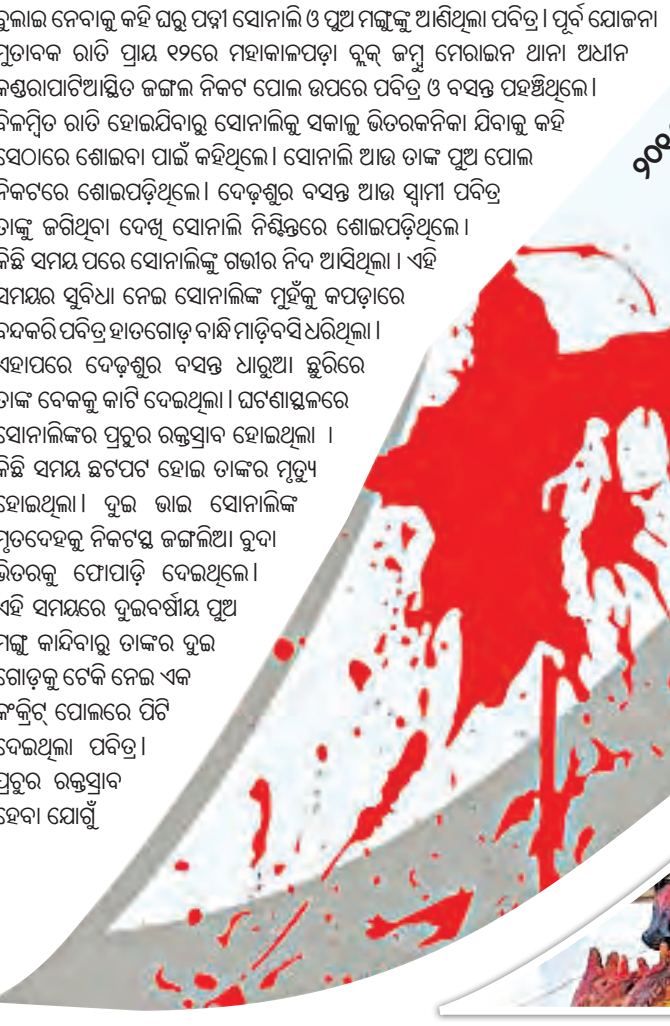 ବୁଲାଇ ନେବାକୁ କହି ଘରୁ ପତ୍ନୀ ସୋନାଲି ଓ ପୁଅ ମଙ୍ଗୁଙ୍କୁ ଆଣିଥିଲା ପବିତ୍ର। ପୂର୍ବ ଯୋଜନା
ମୁତାବକ ରାତି ପ୍ରାୟ ୧୨ରେ ମହାକାଳପଡ଼ା ବ୍ଲକ୍ ଜମ୍ବୁ ମେରାଇନ ଥାନା ଅଧୀନ
କଣ୍ଡରାପାଟିଆସ୍ଥିତ ଜଙ୍ଗଲ ନିକଟ ପୋଲ ଉପରେ ପବିତ୍ର ଓ ବସନ୍ତ ପହଞ୍ଚିଥିଲେ।
ବିଳମ୍ବିତ ରାତି ହୋଇଯିବାରୁ ସୋନାଲିକୁ ସକାଳୁ ଭିତରକନିକା ଯିବାକୁ କହି
ସେଠାରେ ଶୋଇବା ପାଇଁ କହିଥିଲେ। ସୋନାଲି ଆଉ ତାଙ୍କ ପୁଅ ପୋଲ
ନିକଟରେ ଶୋଇପଡ଼ିଥିଲେ। ଦେଢ଼ଶୁର ବସନ୍ତ ଆଉ ସ୍ୱାମୀ ପବିତ୍ର
ତାଙ୍କୁ ଜଗିଥିବା ଦେଖି ସୋନାଲି ନିଶ୍ଚିନ୍ତରେ ଶୋଇପଡ଼ିଥିଲେ।
କିଛି ସମୟ ପରେ ସୋନାଲିଙ୍କୁ ଗଭୀର ନିଦ ଆସିଥିଲା। ଏହି
ସମୟର ସୁବିଧା ନେଇ ସୋନାଲିଙ୍କ ମୁହଁକୁ କପଡ଼ାରେ
ବନ୍ଦକରି ପବିତ୍ର ହାତଗୋଡ଼ ବାନ୍ଧି ମାଡ଼ିବସି ଧରିଥିଲା।
ଏହାପରେ ଦେଢ଼ଶୁର ବସନ୍ତ ଧାରୁଆ ଛୁରିରେ
ତାଙ୍କ ବେକକୁ କାଟି ଦେଇଥିଲା। ଘଟଣାସ୍ଥଳରେ
ସୋନାଲିଙ୍କର ପ୍ରଚୁର ରକ୍ତସ୍ରାବ ହୋଇଥିଲା ।
କିଛି ସମୟ ଛଟପଟ ହୋଇ ତାଙ୍କର ମୃତ୍ୟୁ
ହୋଇଥିଲା। ଦୁଇ ଭାଇ ସୋନାଲିଙ୍କ
ମୃତଦେହକୁ ନିକଟସ୍ଥ ଜଙ୍ଗଲିଆ ବୁଦା
ଭିତରକୁ ଫୋପାଡ଼ି ଦେଇଥିଲେ।
ଏହି ସମୟରେ ଦୁଇବର୍ଷୀୟ ପୁଅ
ମଙ୍ଗୁ କାନ୍ଦିବାରୁ ତାଙ୍କର ଦୁଇ
ଗୋଡ଼କୁ ଟେକି ନେଇ ଏକ
କଂକ୍ରିଟ୍ ପୋଲରେ ପିଟି
ଦେଇଥିଲା ପବିତ୍ର।
ପ୍ରଚୁର ରକ୍ତସ୍ରାବ
ହେବା ଯୋଗୁଁ